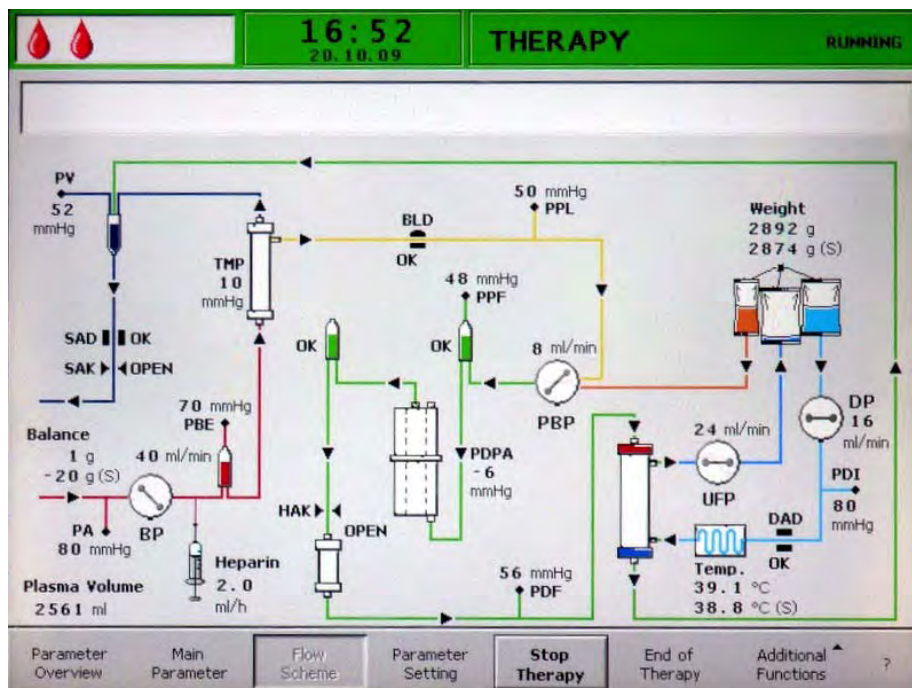 16:52
20.10.09
THERAPY
RUNNING
PV
52
mmHg
TMP
10
mmHg
BLD
OK
50 mmHg
PPL
Weight
2892 g
2874 g (S)
48 mmHg
PPF
SAD OK
SAK OPEN
OK
OK
8 ml/min
PBP
70 mmHg
PBE
Balance
1 g
-20 g (S)
40 ml/min
BP
PA
80 mmHg
PDPA
-6
mmHg
24 ml/min
UFP
DP
16
ml/min
PDI
80
mmHg
HAK
OPEN
DAD
OK
Heparin
2.0
ml/h
56 mmHg
PDF
Temp.
39.1 °C
38.8 °C (S)
Plasma Volume
2561 ml
Parameter
Overview
Main
Parameter
Flow
Scheme
Parameter
Setting
Stop
Therapy
End of
Therapy
Additional
Functions
?